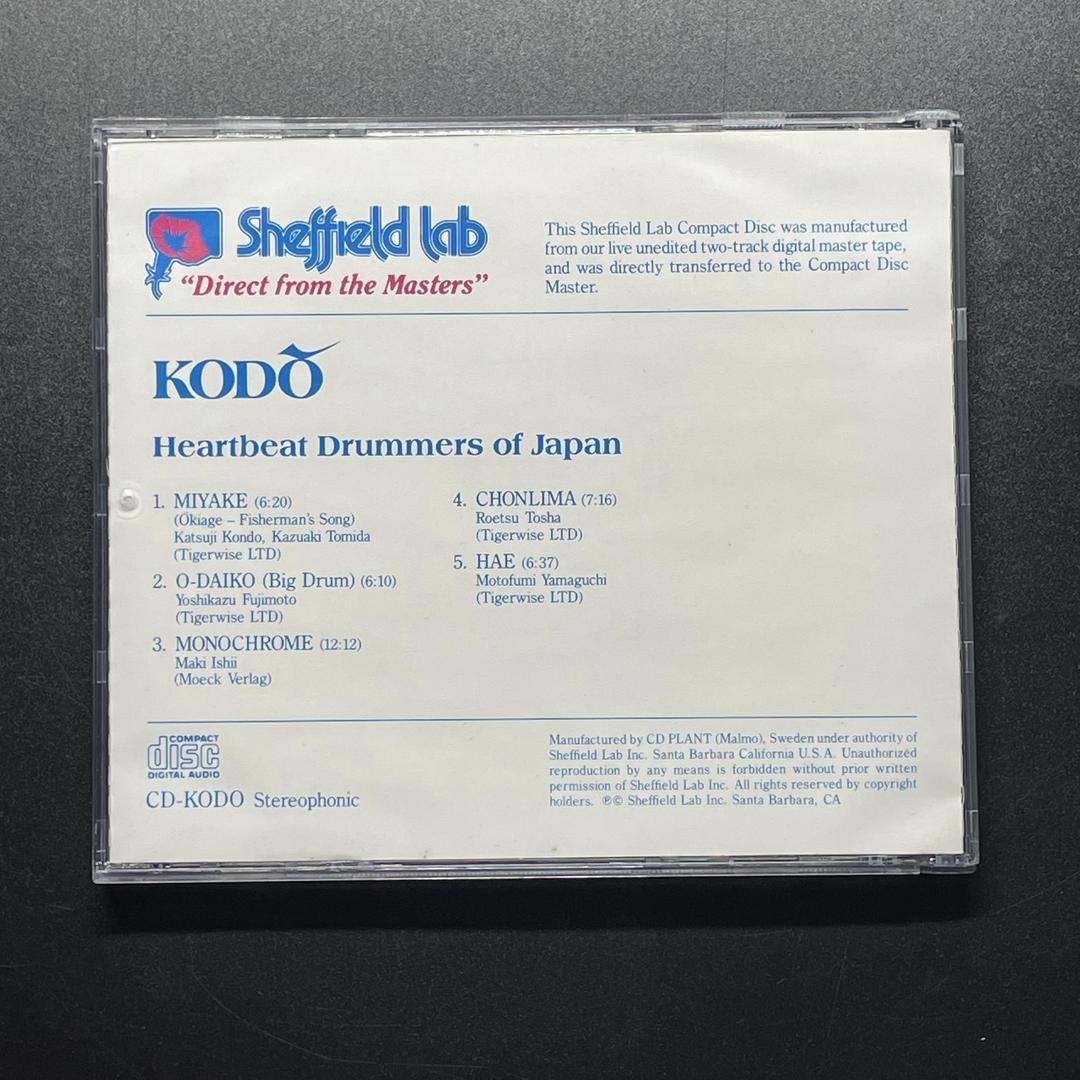 Sheffield Lab
“Direct from the Masters”
This Sheffield Lab Compact Disc was manufactured
from our live unedited two-track digital master tape,
and was directly transferred to the Compact Disc
Master.
KODŌ
Heartbeat Drummers of Japan
1. MIYAKE (6:20)
(Okiage – Fisherman's Song)
Katsuji Kondo, Kazuaki Tomida
(Tigerwise LTD)
2. O-DAIKO (Big Drum) (6:10)
Yoshikazu Fujimoto
(Tigerwise LTD)
3. MONOCHROME (12:12)
Maki Ishii
(Moeck Verlag)
4. CHONLIMA (7:16)
Roetsu Tosha
(Tigerwise LTD)
5. HAE (6:37)
Motofumi Yamaguchi
(Tigerwise LTD)
COMPACT
disc
DIGITAL AUDIO
CD-KODO Stereophonic
Manufactured by CD PLANT (Malmo), Sweden under authority of
Sheffield Lab Inc. Santa Barbara California U.S.A. Unauthorized
reproduction by any means is forbidden without prior written
permission of Sheffield Lab Inc. All rights reserved by copyright
holders. ℗© Sheffield Lab Inc. Santa Barbara, CA